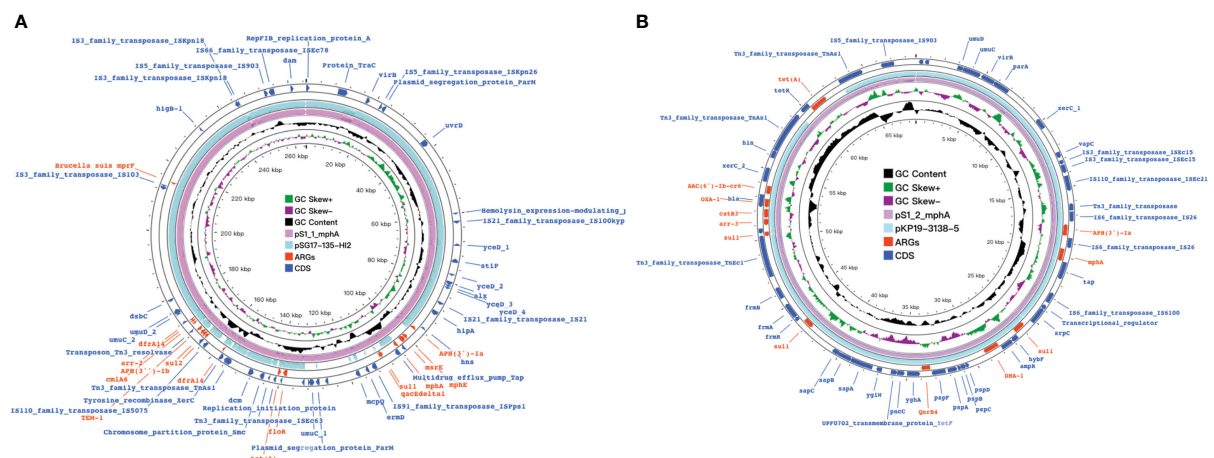 A
B
IS3_family_transposase_ISKpn18
RepFIB_replication_protein_A
IS66_family_transposase_ISEc78
dam
Protein_TraC
IS5_family_transposase_IS903
virB
IS5_family_transposase_ISKpn26
IS3_family_transposase_ISKpn18
Plasmid_segregation_protein_ParM
higB-1
uvrD
Brucella suis mprF
IS3_family_transposase_IS103
Hemolysin_expression-modulating_
IS21_family_transposase_IS100kyp
yceD_1
stiP
yceD_2
yceD_3
yceD_4
IS21_family_transposase_IS21
hipA
APH(3')-Ia
hns
msrE
Multidrug_efflux_pump_Tap
mphA mphE
sul1
qacEdelta1
IS91_family_transposase_ISPps1
mcpQ
ermD
dsbC
umuD_2
umuC_2
dfrA14
Transposon_Tn3_resolvase
arr-2
sul2
APH(3'')-Ib
cmlA6
dfrA14
Tn3_family_transposase_TnAs1
Tyrosine_recombinase_XerC
IS110_family_transposase_IS5075
TEM-1
dcm
Replication_initiation_protein
Tn3_family_transposase_ISEc63
Chromosome_partition_protein_Smc
floR
umuC_1
Plasmid_segregation_protein_ParM
260 kbp
20 kbp
240 kbp
40 kbp
220 kbp
60 kbp
200 kbp
80 kbp
180 kbp
100 kbp
160 kbp
120 kbp
140 kbp
GC Skew+
GC Skew-
GC Content
pS1_1_mphA
pSG17-135-HI2
ARGs
CDS
IS5_family_transposase_IS903
umuD
umuC
virB
parA
Tn3_family_transposase_TnAs1
tet(A)
tetR
xerC_1
Tn3_family_transposase_TnAs1
vapC
IS3_family_transposase_ISEc15
IS3_family_transposase_ISEc15
hin
IS110_family_transposase_ISEc21
xerC_2
AAC(6')-Ib-cr6
OXA-1
bla
catB3
arr-3
sul1
Tn3_family_transposase
IS6_family_transposase_IS26
APH(3')-Ia
IS6_family_transposase_IS26
mphA
Tn3_family_transposase_TnEc1
tap
frmB
frmA
frmR
sul1
IS6_family_transposase_IS6100
Transcriptional_regulator
srpC
sul1
hybF
ampR
DHA-1
sapC
sapB
sapA
ygiW
pncC
yghA
QnrB4
pspF
pspA
pspD
pspB
pspC
UPF0702_transmembrane_protein_YetF
65 kbp
5 kbp
60 kbp
10 kbp
55 kbp
15 kbp
50 kbp
20 kbp
45 kbp
25 kbp
40 kbp
35 kbp
30 kbp
GC Content
GC Skew+
GC Skew-
pS1_2_mphA
pKP19-3138-5
ARGs
CDS